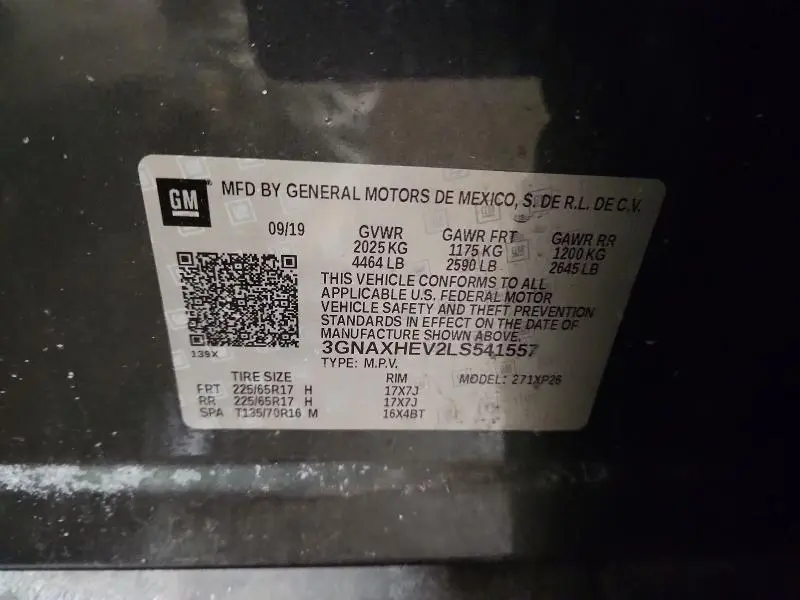 GM MFD BY GENERAL MOTORS DE MEXICO, S. DE R.L. DE C.V.
09/19 GVWR GAWR FRT GAWR RR
2025 KG 1175 KG 1200 KG
4464 LB 2590 LB 2645 LB
THIS VEHICLE CONFORMS TO ALL
APPLICABLE U.S. FEDERAL MOTOR
VEHICLE SAFETY AND THEFT PREVENTION
STANDARDS IN EFFECT ON THE DATE OF
MANUFACTURE SHOWN ABOVE.
139X 3GNAXHEV2LS541557
TYPE: M.P.V.
TIRE SIZE RIM MODEL: 271XP26
FRT 225/65R17 H 17X7J
RR 225/65R17 H 17X7J
SPA T135/70R16 M 16X4BT